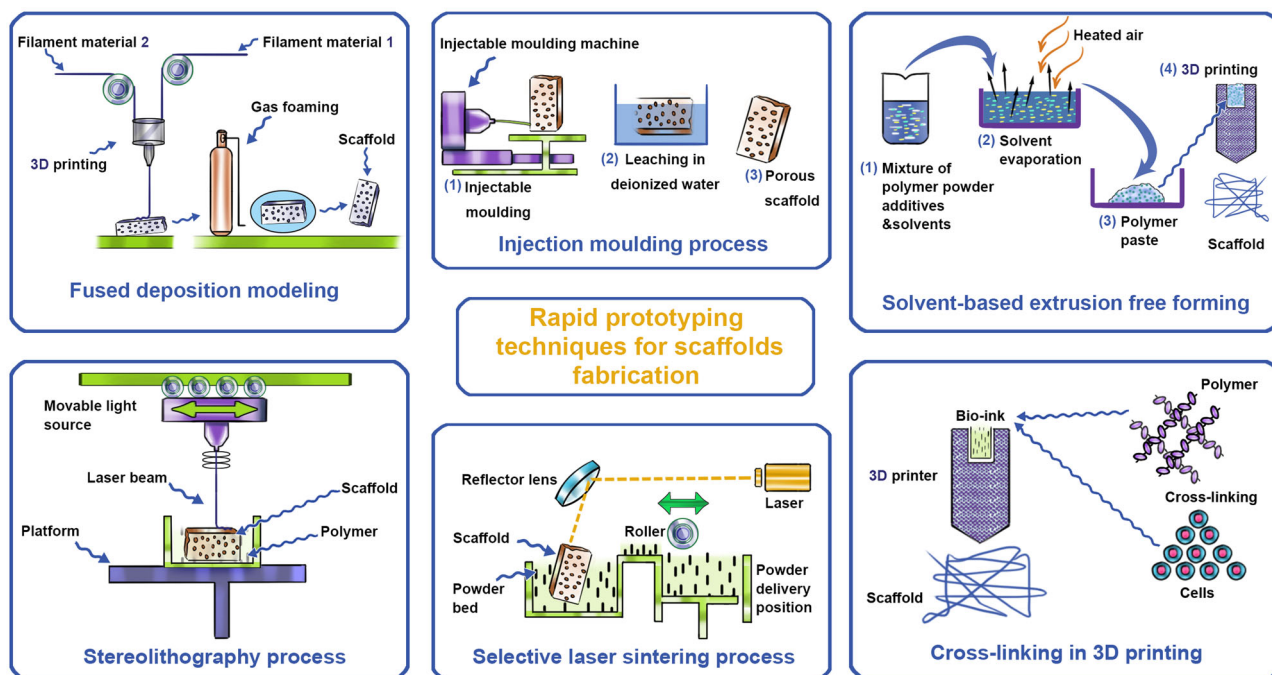 Filament material 2
Filament material 1
Gas foaming
Scaffold
3D printing
Fused deposition modeling
Injectable moulding machine
(1) Injectable
moulding
(2) Leaching in
deionized water
(3) Porous
scaffold
Injection moulding process
Heated air
(4) 3D printing
(2) Solvent
evaporation
(1) Mixture of
polymer powder
additives
&solvents
(3) Polymer
paste
Scaffold
Solvent-based extrusion free forming
Rapid prototyping
techniques for scaffolds
fabrication
Movable light
source
Laser beam
Scaffold
Platform
Polymer
Stereolithography process
Reflector lens
Laser
Roller
Scaffold
Powder
bed
Powder
delivery
position
Selective laser sintering process
Polymer
Bio-ink
3D printer
Cross-linking
Scaffold
Cells
Cross-linking in 3D printing